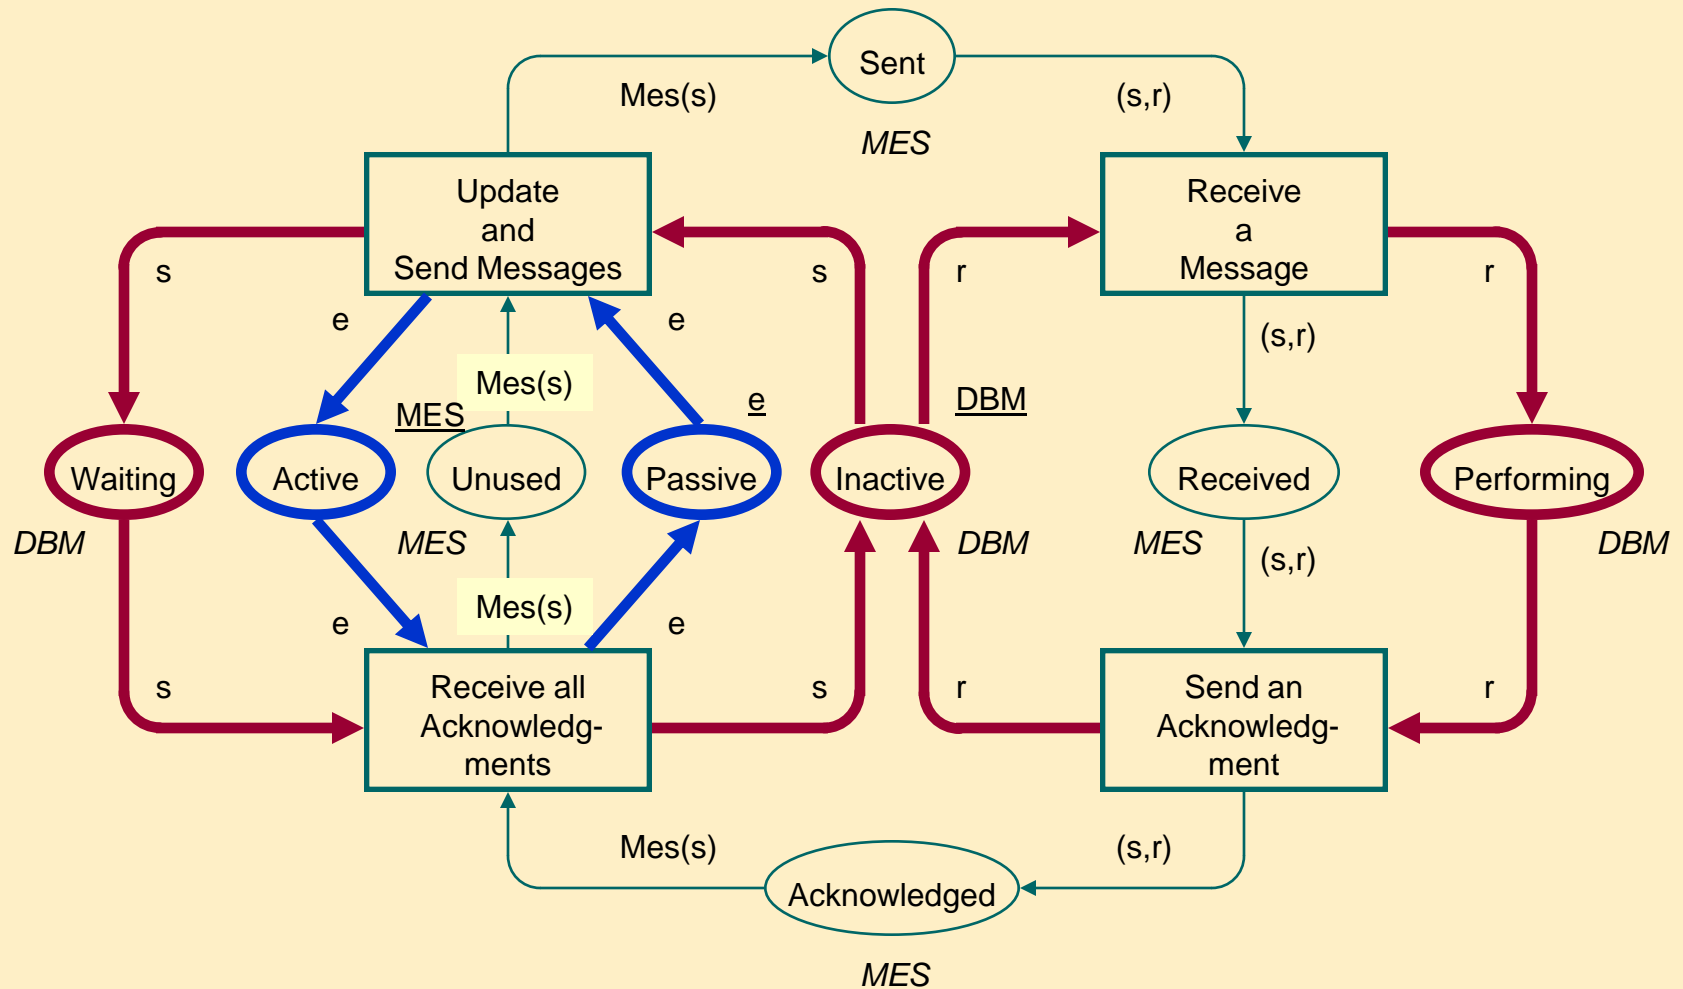 Sent
Mes(s)
(s,r)
MES
Update
and
Send Messages
Receive
a
Message
s
s
r
r
e
e
(s,r)
Mes(s)
MES
e
DBM
Waiting
Active
Unused
Passive
Inactive
Received
Performing
DBM
MES
DBM
MES
DBM
(s,r)
Mes(s)
e
e
s
s
r
r
Receive all
Acknowledg-
ments
Send an
Acknowledg-
ment
Mes(s)
(s,r)
Acknowledged
MES